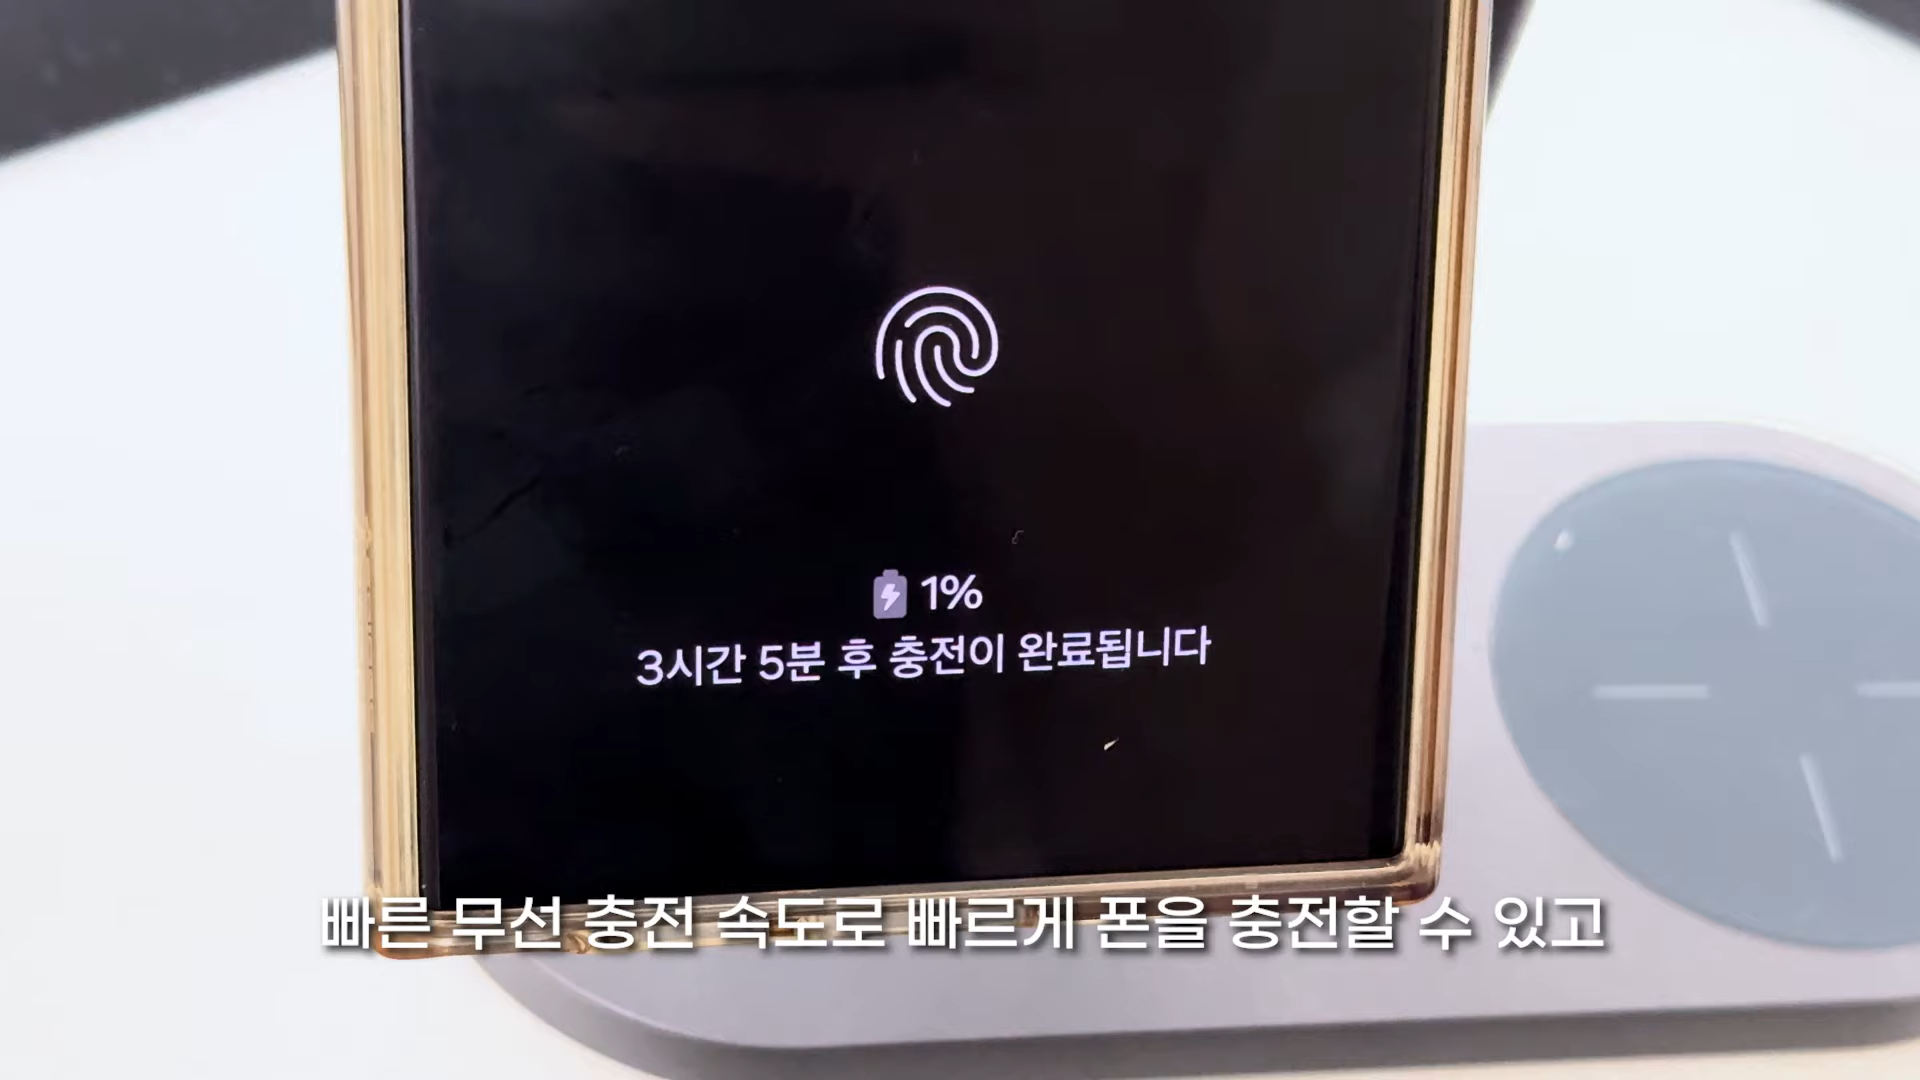 1%
3시간 5분 후 충전이 완료됩니다
빠른 무선 충전 속도로 빠르게 폰을 충전할 수 있고